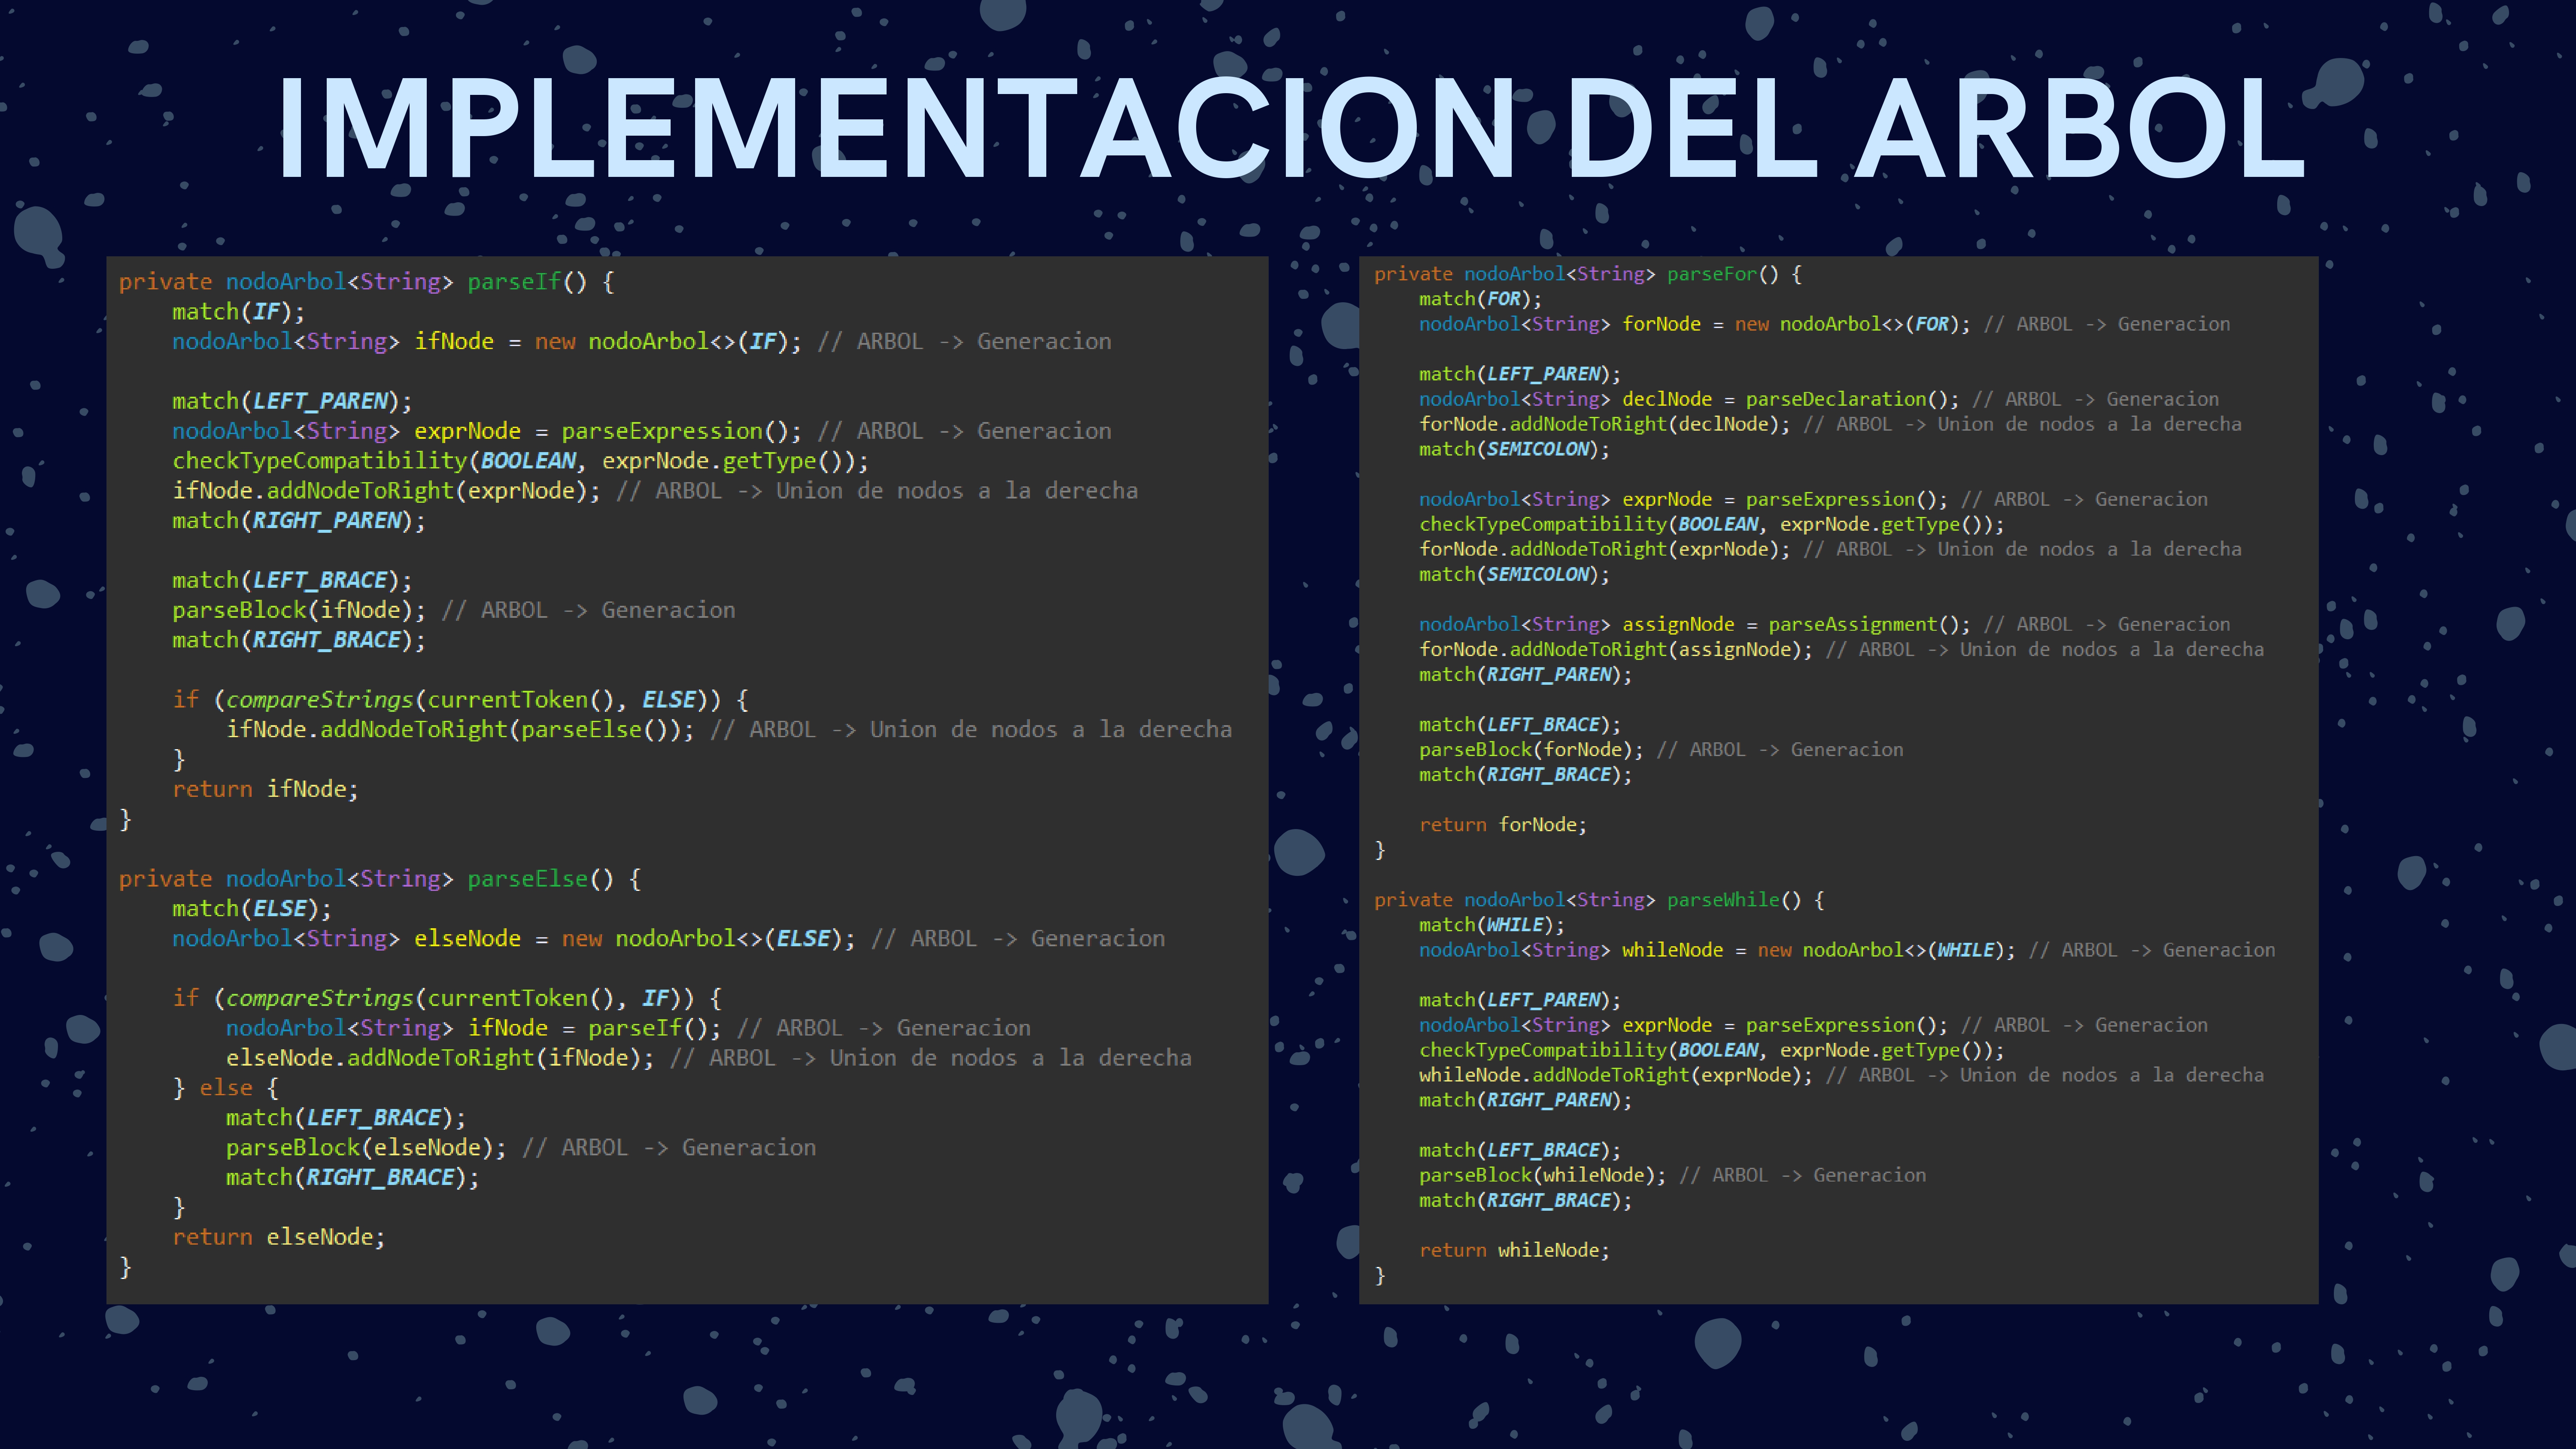 IMPLEMENTACION DEL ARBOL
private nodoArbol<String> parseIf() {
    match(IF);
    nodoArbol<String> ifNode = new nodoArbol<>(IF); // ARBOL -> Generacion

    match(LEFT_PAREN);
    nodoArbol<String> exprNode = parseExpression(); // ARBOL -> Generacion
    checkTypeCompatibility(BOOLEAN, exprNode.getType());
    ifNode.addNodeToRight(exprNode); // ARBOL -> Union de nodos a la derecha
    match(RIGHT_PAREN);

    match(LEFT_BRACE);
    parseBlock(ifNode); // ARBOL -> Generacion
    match(RIGHT_BRACE);

    if (compareStrings(currentToken(), ELSE)) {
        ifNode.addNodeToRight(parseElse()); // ARBOL -> Union de nodos a la derecha
    }
    return ifNode;
}

private nodoArbol<String> parseElse() {
    match(ELSE);
    nodoArbol<String> elseNode = new nodoArbol<>(ELSE); // ARBOL -> Generacion

    if (compareStrings(currentToken(), IF)) {
        nodoArbol<String> ifNode = parseIf(); // ARBOL -> Generacion
        elseNode.addNodeToRight(ifNode); // ARBOL -> Union de nodos a la derecha
    } else {
        match(LEFT_BRACE);
        parseBlock(elseNode); // ARBOL -> Generacion
        match(RIGHT_BRACE);
    }
    return elseNode;
}
private nodoArbol<String> parseFor() {
    match(FOR);
    nodoArbol<String> forNode = new nodoArbol<>(FOR); // ARBOL -> Generacion

    match(LEFT_PAREN);
    nodoArbol<String> declNode = parseDeclaration(); // ARBOL -> Generacion
    forNode.addNodeToRight(declNode); // ARBOL -> Union de nodos a la derecha
    match(SEMICOLON);

    nodoArbol<String> exprNode = parseExpression(); // ARBOL -> Generacion
    checkTypeCompatibility(BOOLEAN, exprNode.getType());
    forNode.addNodeToRight(exprNode); // ARBOL -> Union de nodos a la derecha
    match(SEMICOLON);

    nodoArbol<String> assignNode = parseAssignment(); // ARBOL -> Generacion
    forNode.addNodeToRight(assignNode); // ARBOL -> Union de nodos a la derecha
    match(RIGHT_PAREN);

    match(LEFT_BRACE);
    parseBlock(forNode); // ARBOL -> Generacion
    match(RIGHT_BRACE);

    return forNode;
}

private nodoArbol<String> parseWhile() {
    match(WHILE);
    nodoArbol<String> whileNode = new nodoArbol<>(WHILE); // ARBOL -> Generacion

    match(LEFT_PAREN);
    nodoArbol<String> exprNode = parseExpression(); // ARBOL -> Generacion
    checkTypeCompatibility(BOOLEAN, exprNode.getType());
    whileNode.addNodeToRight(exprNode); // ARBOL -> Union de nodos a la derecha
    match(RIGHT_PAREN);

    match(LEFT_BRACE);
    parseBlock(whileNode); // ARBOL -> Generacion
    match(RIGHT_BRACE);

    return whileNode;
}